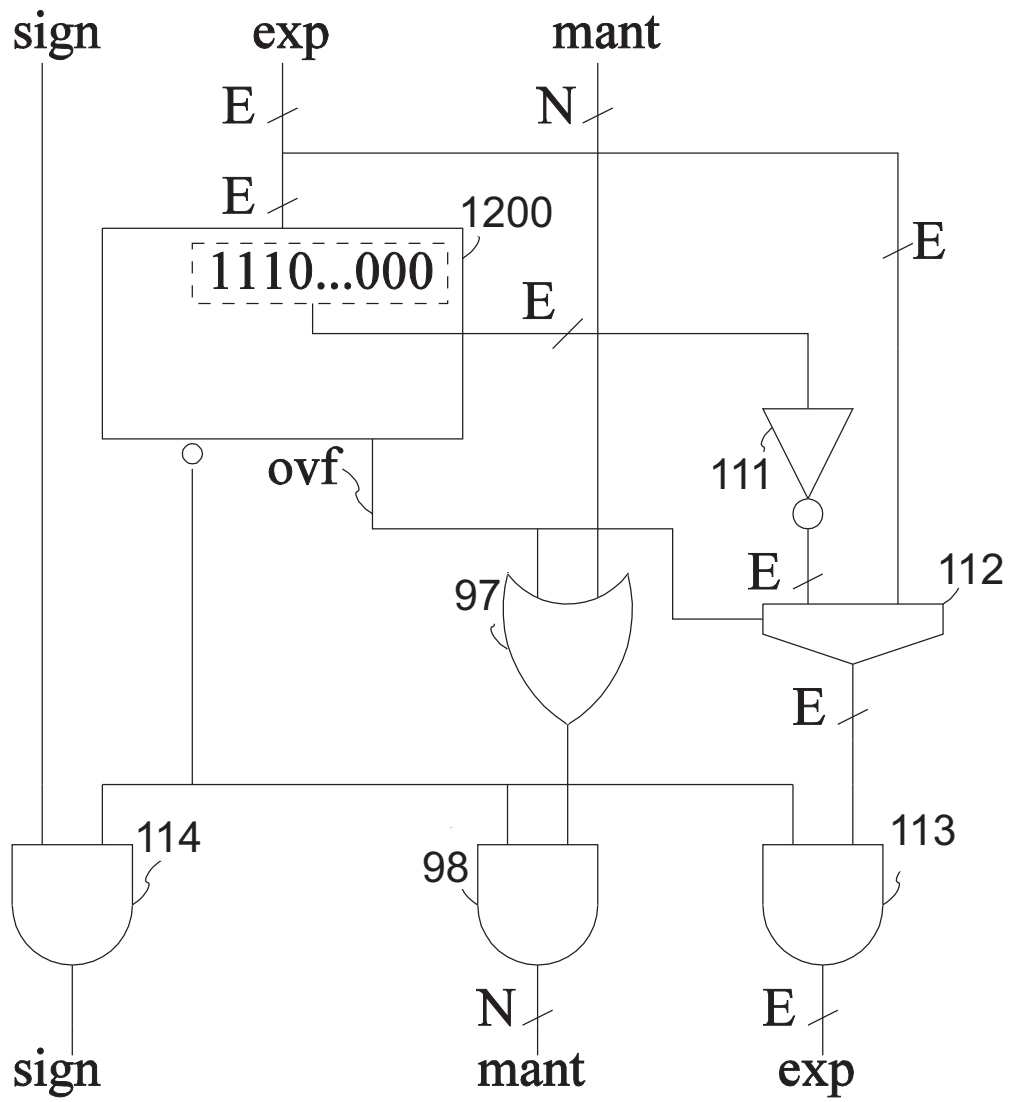 sign exp mant
E N
E 1200
E
1110...000
E
ovf 111
E 112
97
E
114 113
98
N E
sign mant exp